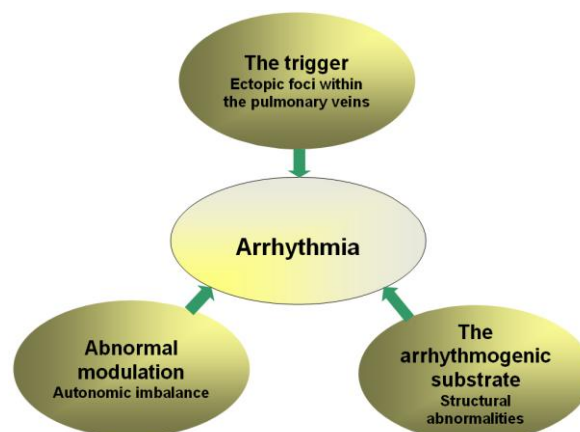 The trigger
Ectopic foci within
the pulmonary veins
Arrhythmia
Abnormal
modulation
Autonomic imbalance
The
arrhythmogenic
substrate
Structural
abnormalities